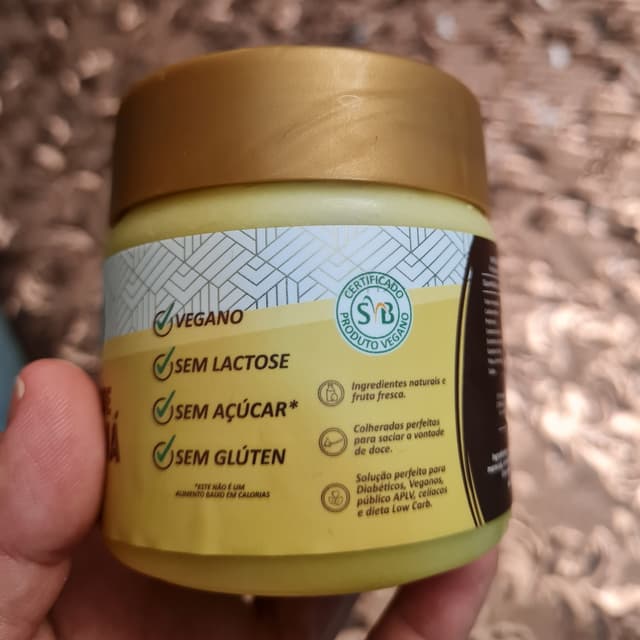 VEGANO
SEM LACTOSE
SEM AÇÚCAR*
SEM GLÚTEN
*ESTE NÃO É UM
ALIMENTO BAIXO EM CALORIAS
CERTIFICADO
SVB
PRODUTO VEGANO
Ingredientes naturais e
fruta fresca.
Colheradas perfeitas
para saciar a vontade
de doce.
Solução perfeita para
Diabéticos, Veganos,
público APLV, celíacos
e dieta Low Carb.